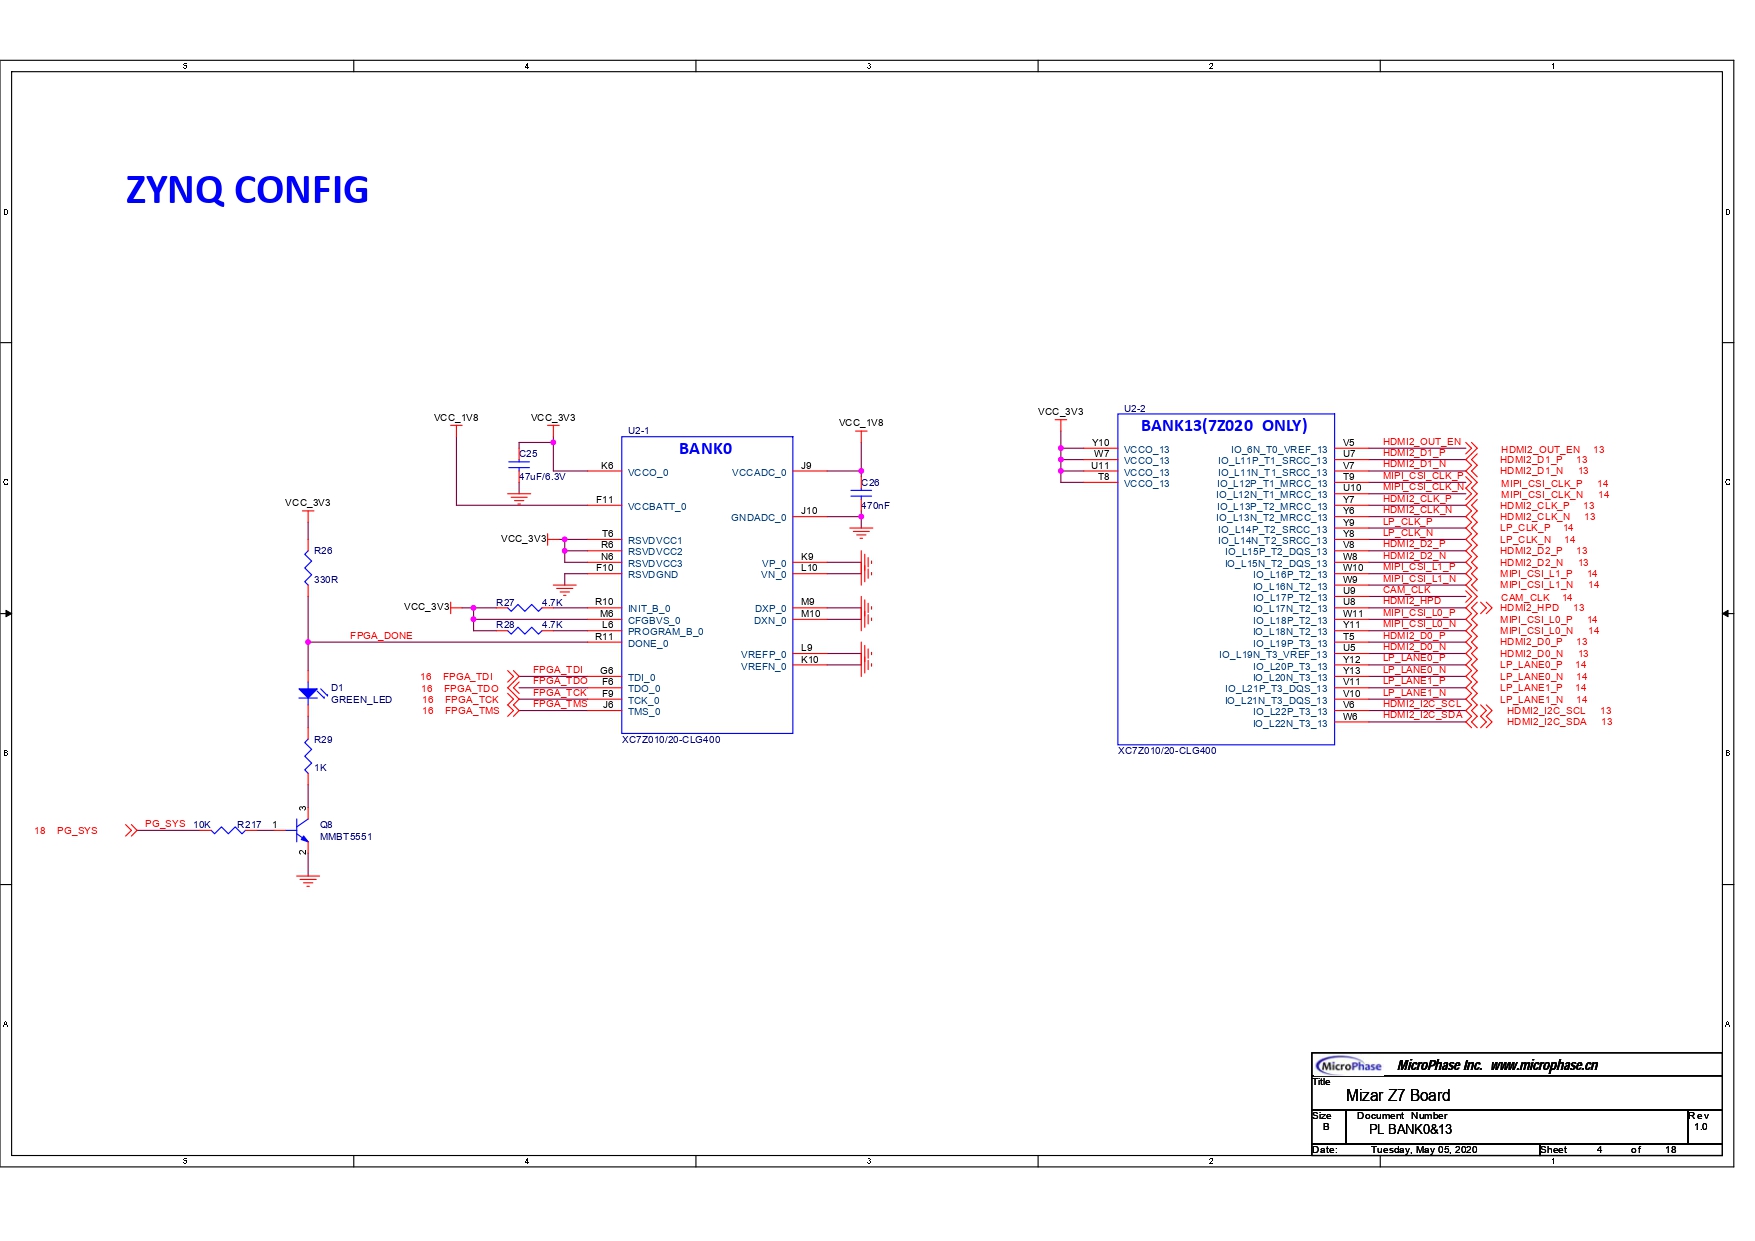 5 4 3 2 1
ZYNQ CONFIG
D D
C C
B B
A A
VCC_1V8 VCC_3V3
C25
47uF/6.3V
VCC_3V3
R26
330R
FPGA_DONE
D1
GREEN_LED
R29
1K
18 PG_SYS PG_SYS 10K R217 1
3
2
Q8
MMBT5551
VCC_3V3
VCC_3V3
R27 4.7K
R28 4.7K
U2-1
BANK0
K6 VCCO_0
F11 VCCBATT_0
T6 RSVDVCC1
R6 RSVDVCC2
N6 RSVDVCC3
F10 RSVDGND
R10 INIT_B_0
M6 CFGBVS_0
L6 PROGRAM_B_0
R11 DONE_0
16 FPGA_TDI FPGA_TDI G6 TDI_0
16 FPGA_TDO FPGA_TDO F6 TDO_0
16 FPGA_TCK FPGA_TCK F9 TCK_0
16 FPGA_TMS FPGA_TMS J6 TMS_0
VCCADC_0 J9
GNDADC_0 J10
VP_0 K9
VN_0 L10
DXP_0 M9
DXN_0 M10
VREFP_0 L9
VREFN_0 K10
XC7Z010/20-CLG400
VCC_1V8
C26
470nF
VCC_3V3
U2-2
BANK13(7Z020 ONLY)
Y10 VCCO_13
W7 VCCO_13
U11 VCCO_13
T8 VCCO_13
IO_6N_T0_VREF_13 V5 HDMI2_OUT_EN HDMI2_OUT_EN 13
IO_L11P_T1_SRCC_13 U7 HDMI2_D1_P HDMI2_D1_P 13
IO_L11N_T1_SRCC_13 V7 HDMI2_D1_N HDMI2_D1_N 13
IO_L12P_T1_MRCC_13 T9 MIPI_CSI_CLK_P MIPI_CSI_CLK_P 14
IO_L12N_T1_MRCC_13 U10 MIPI_CSI_CLK_N MIPI_CSI_CLK_N 14
IO_L13P_T2_MRCC_13 Y7 HDMI2_CLK_P HDMI2_CLK_P 13
IO_L13N_T2_MRCC_13 Y6 HDMI2_CLK_N HDMI2_CLK_N 13
IO_L14P_T2_SRCC_13 Y9 LP_CLK_P LP_CLK_P 14
IO_L14N_T2_SRCC_13 Y8 LP_CLK_N LP_CLK_N 14
IO_L15P_T2_DQS_13 V8 HDMI2_D2_P HDMI2_D2_P 13
IO_L15N_T2_DQS_13 W8 HDMI2_D2_N HDMI2_D2_N 13
IO_L16P_T2_13 W10 MIPI_CSI_L1_P MIPI_CSI_L1_P 14
IO_L16N_T2_13 W9 MIPI_CSI_L1_N MIPI_CSI_L1_N 14
IO_L17P_T2_13 U9 CAM_CLK CAM_CLK 14
IO_L17N_T2_13 U8 HDMI2_HPD HDMI2_HPD 13
IO_L18P_T2_13 W11 MIPI_CSI_L0_P MIPI_CSI_L0_P 14
IO_L18N_T2_13 Y11 MIPI_CSI_L0_N MIPI_CSI_L0_N 14
IO_L19P_T3_13 T5 HDMI2_D0_P HDMI2_D0_P 13
IO_L19N_T3_VREF_13 U5 HDMI2_D0_N HDMI2_D0_N 13
IO_L20P_T3_13 Y12 LP_LANE0_P LP_LANE0_P 14
IO_L20N_T3_13 Y13 LP_LANE0_N LP_LANE0_N 14
IO_L21P_T3_DQS_13 V11 LP_LANE1_P LP_LANE1_P 14
IO_L21N_T3_DQS_13 V10 LP_LANE1_N LP_LANE1_N 14
IO_L22P_T3_13 V6 HDMI2_I2C_SCL HDMI2_I2C_SCL 13
IO_L22N_T3_13 W6 HDMI2_I2C_SDA HDMI2_I2C_SDA 13
XC7Z010/20-CLG400
MicroPhase MicroPhase Inc. www.microphase.cn
Title
Mizar Z7 Board
Size Document Number Rev
B PL BANK0&13 1.0
Date: Tuesday, May 05, 2020 Sheet 4 of 18
5 4 3 2 1